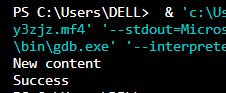 PS C:\Users\DELL>  & 'c:\Us
y3zjz.mf4' '--stdout=Micros
\bin\gdb.exe' '--interprete
New content
Success